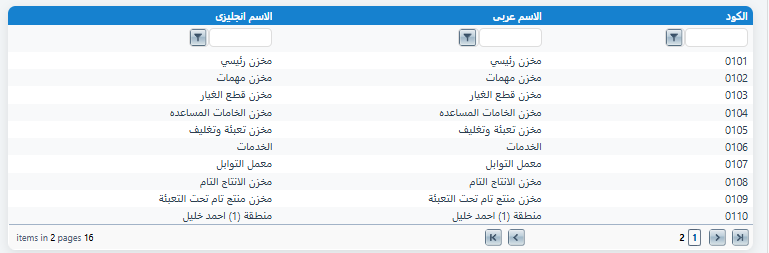 الكود الاسم عربى الاسم انجليزى
0101 مخزن رئيسي مخزن رئيسي
0102 مخزن مهمات مخزن مهمات
0103 مخزن قطع الغيار مخزن قطع الغيار
0104 مخزن الخامات المساعده مخزن الخامات المساعده
0105 مخزن تعبئة وتغليف مخزن تعبئة وتغليف
0106 الخدمات الخدمات
0107 معمل التوابل معمل التوابل
0108 مخزن الانتاج التام مخزن الانتاج التام
0109 مخزن منتج تام تحت التعبئة مخزن منتج تام تحت التعبئة
0110 منطقة (1) احمد خليل منطقة (1) احمد خليل
1 2 items in 2 pages 16